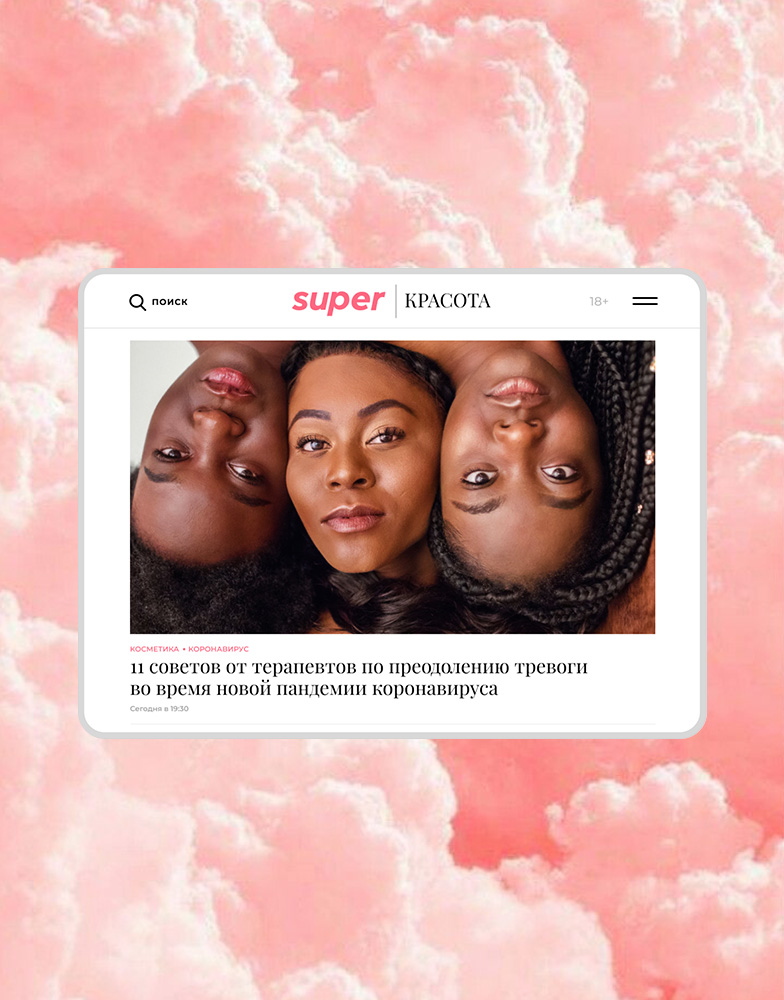 ПОИСК
super
КРАСОТА
18+
КОСМЕТИКА • КОРОНАВИРУС
11 советов от терапевтов по преодолению тревоги
во время новой пандемии коронавируса
Сегодня в 19:30